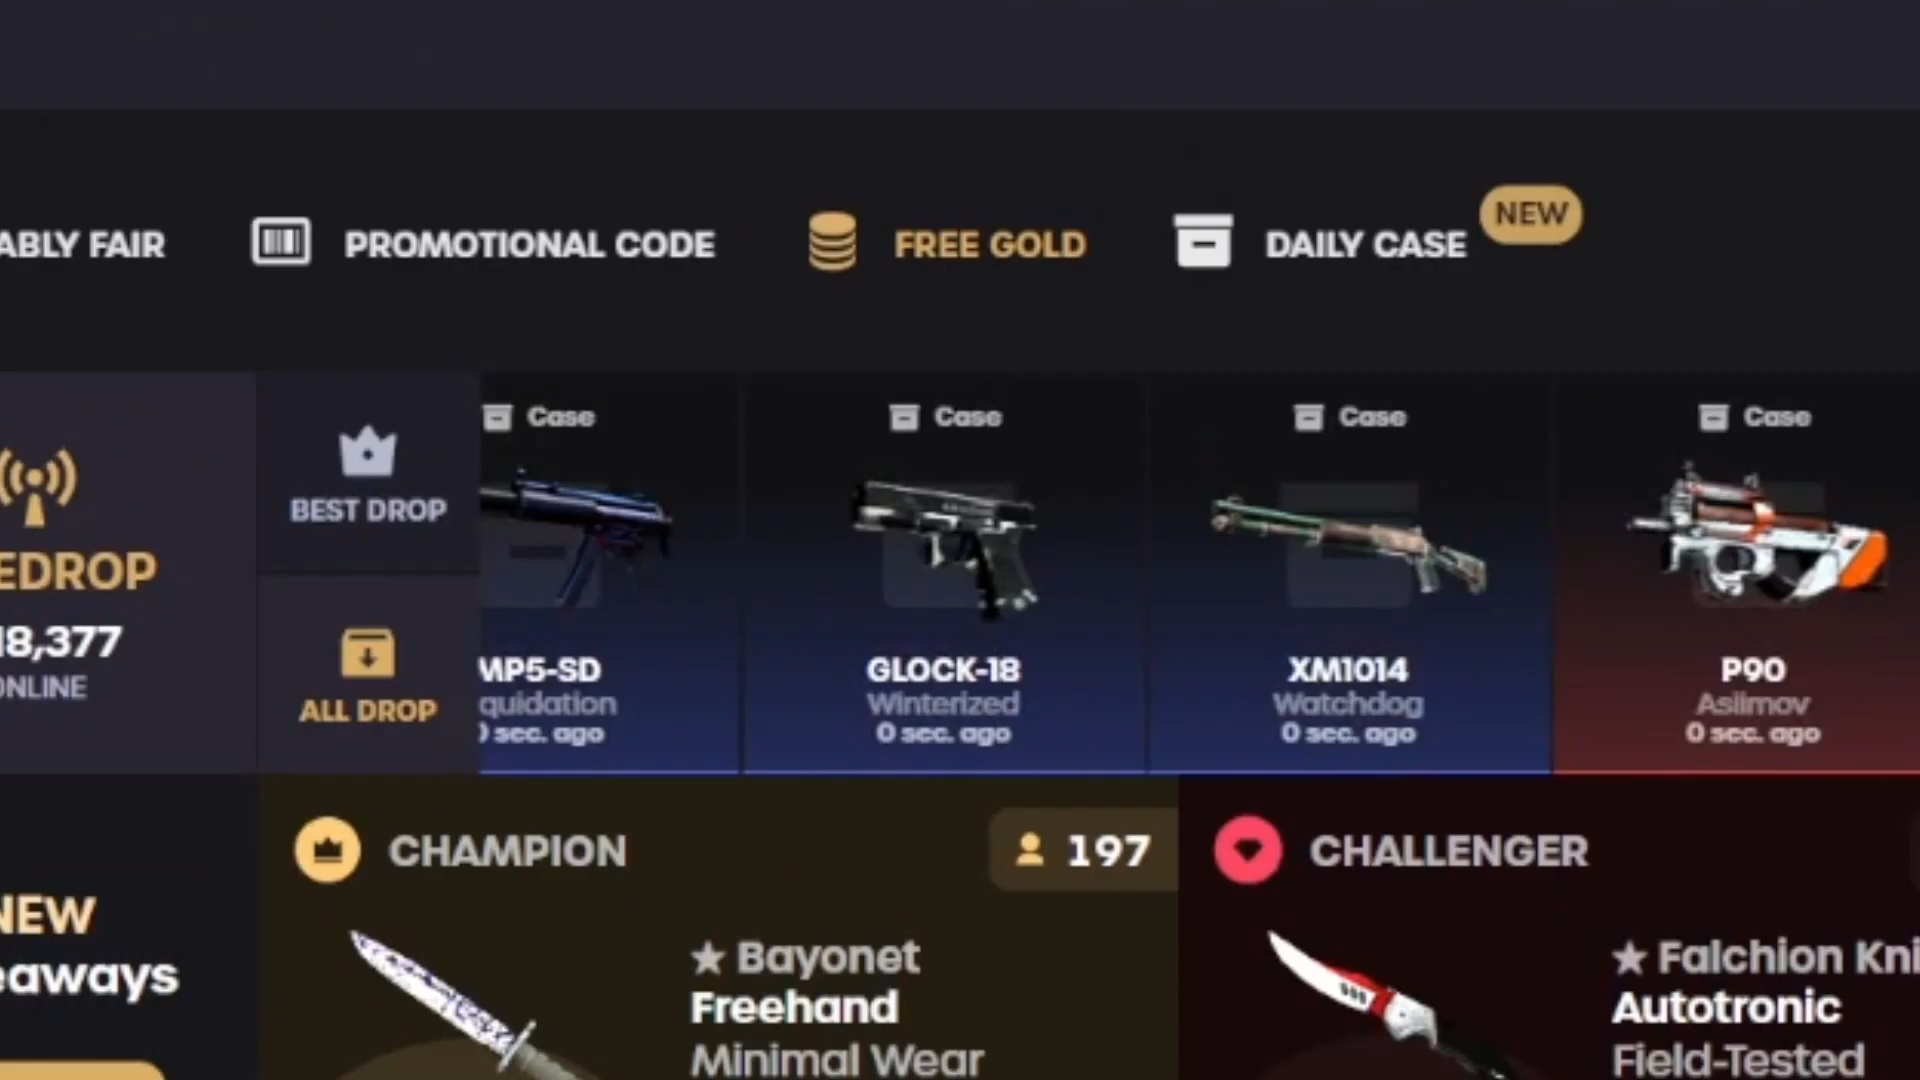 ABLY FAIR
PROMOTIONAL CODE
FREE GOLD
DAILY CASE
NEW
EDROP
18,377
ONLINE
BEST DROP
ALL DROP
Case
MP5-SD
quidation
0 sec. ago
Case
GLOCK-18
Winterized
0 sec. ago
Case
XM1014
Watchdog
0 sec. ago
Case
P90
Asiimov
0 sec. ago
NEW
eaways
CHAMPION
197
★ Bayonet
Freehand
Minimal Wear
CHALLENGER
★ Falchion Kni
Autotronic
Field-Tested